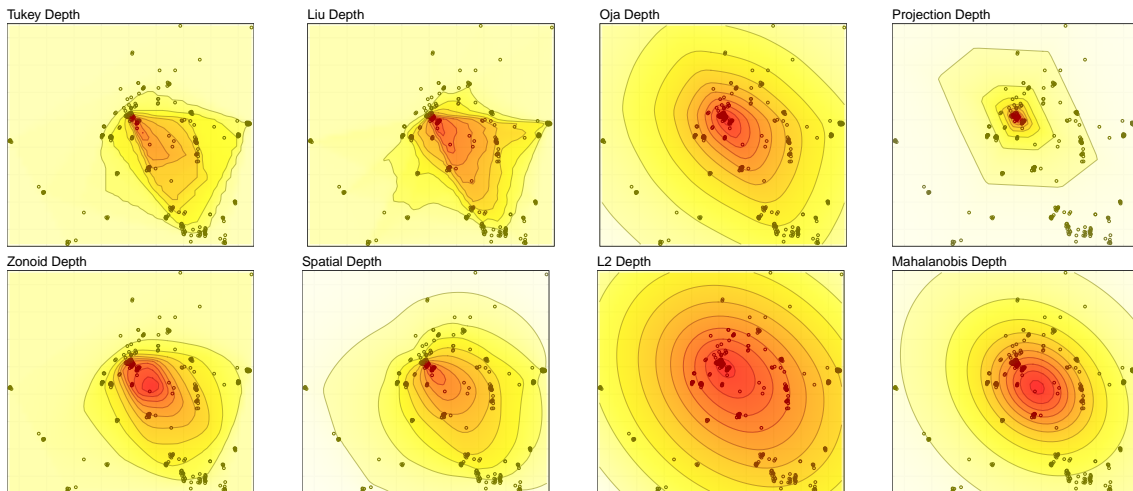 Tukey Depth
Liu Depth
Oja Depth
Projection Depth
Zonoid Depth
Spatial Depth
L2 Depth
Mahalanobis Depth